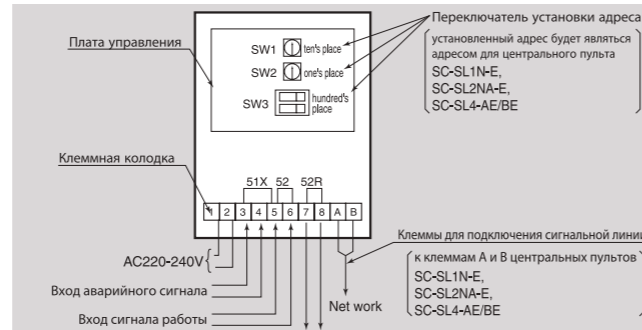 Переключатель установки адреса
Плата управления
SW1 ten's place
SW2 one's place
SW3 hundred's place
установленный адрес будет являться
адресом для центрального пульта
SC-SL1N-E,
SC-SL2NA-E,
SC-SL4-AE/BE
Клеммная колодка
51X 52 52R
1 2 3 4 5 6 7 8 A B
Клеммы для подключения сигнальной линии
AC220-240V
к клеммам А и В центральных пультов
SC-SL1N-E,
SC-SL2NA-E,
SC-SL4-AE/BE
Вход аварийного сигнала
Net work
Вход сигнала работы